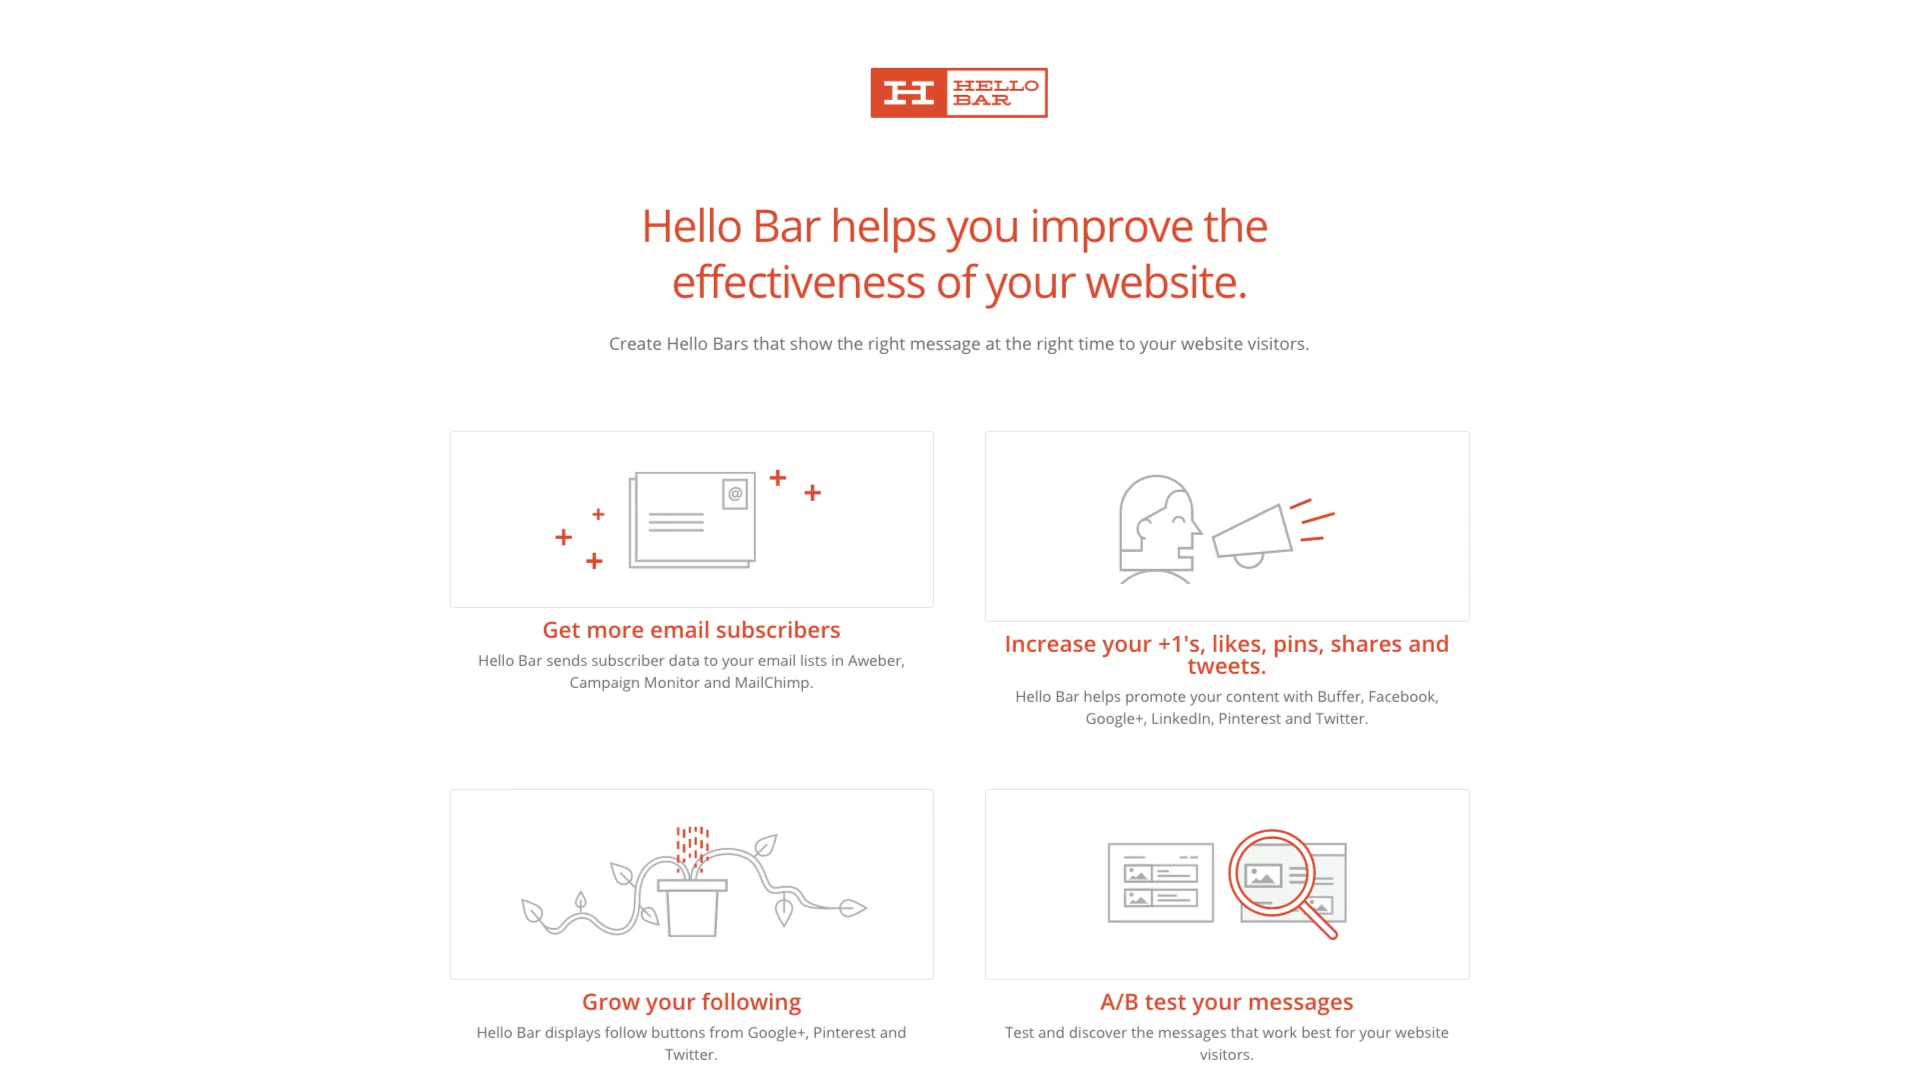 H HELLO
BAR
Hello Bar helps you improve the
effectiveness of your website.
Create Hello Bars that show the right message at the right time to your website visitors.
@
Get more email subscribers
Hello Bar sends subscriber data to your email lists in Aweber,
Campaign Monitor and MailChimp.
Increase your +1's, likes, pins, shares and
tweets.
Hello Bar helps promote your content with Buffer, Facebook,
Google+, LinkedIn, Pinterest and Twitter.
Grow your following
Hello Bar displays follow buttons from Google+, Pinterest and
Twitter.
A/B test your messages
Test and discover the messages that work best for your website
visitors.